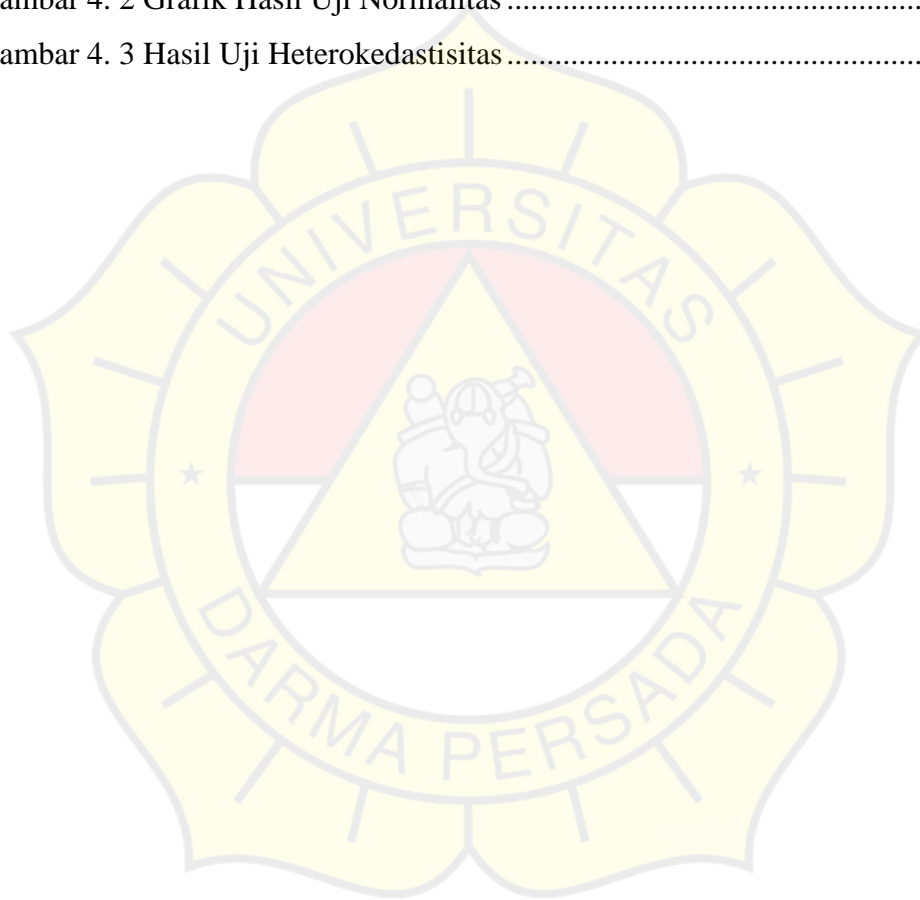 ambar 4. 2 Grafik Hasil Uji Normalitas ....................................................
ambar 4. 3 Hasil Uji Heterokedastisitas ....................................................
UNIVERSITAS
DARMA PERSADA